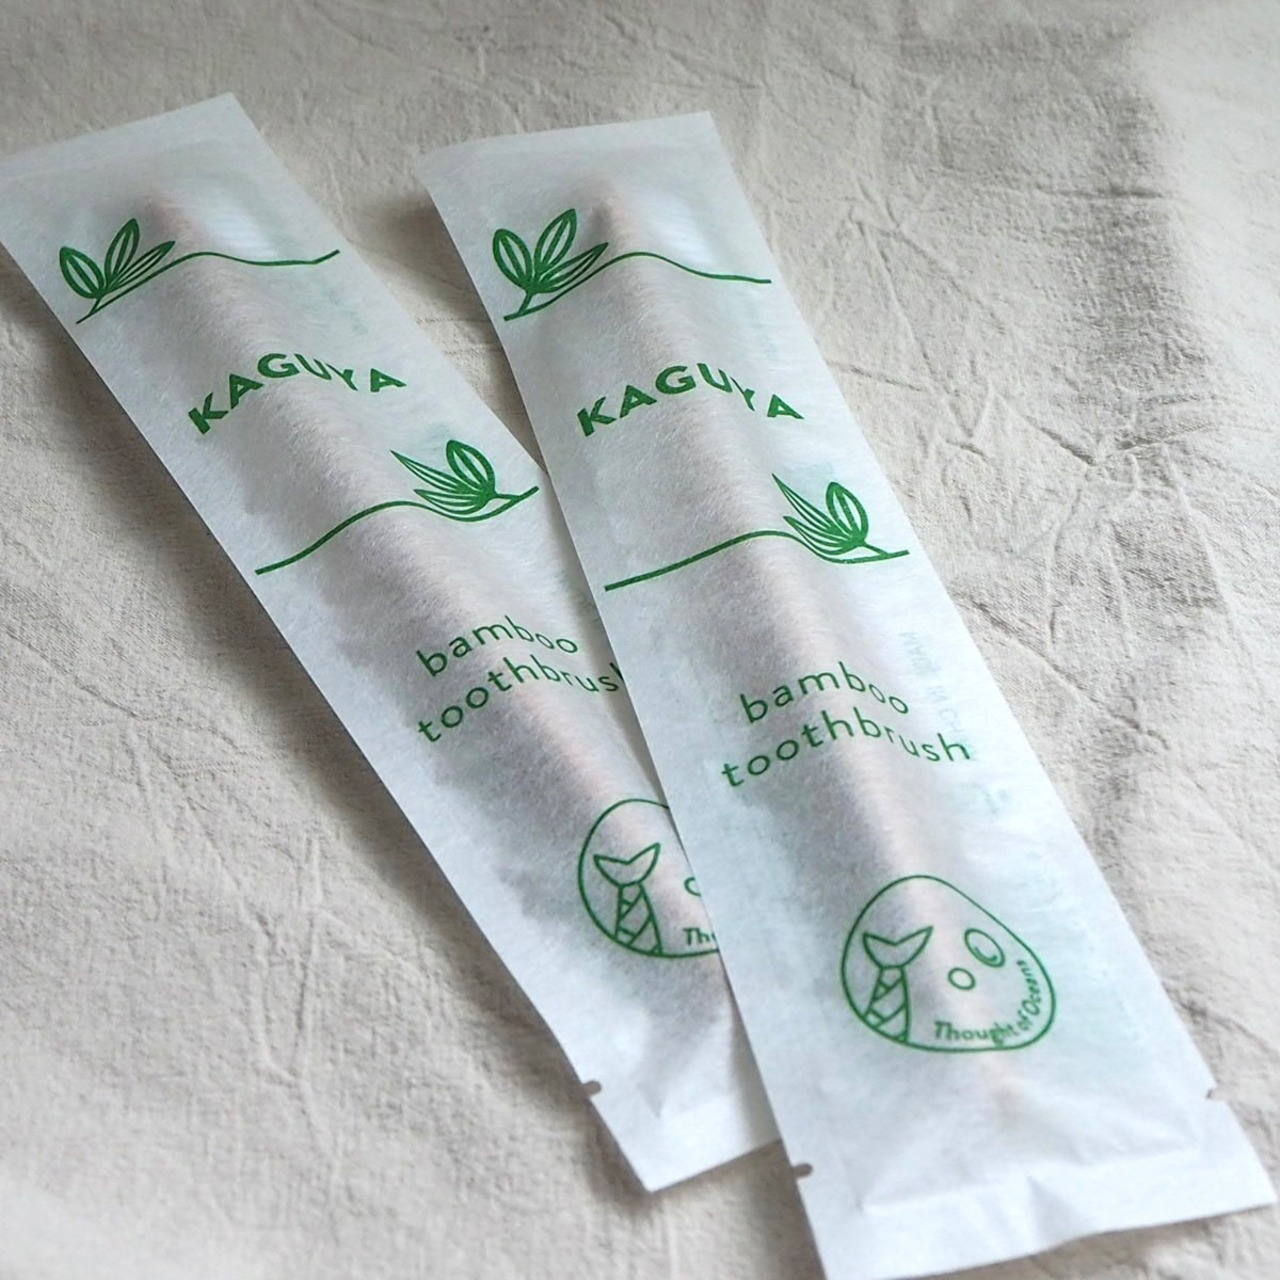 KAGUYA
bamboo
toothbrush
KAGUYA
bamboo
toothbrush
Thought of Oceans